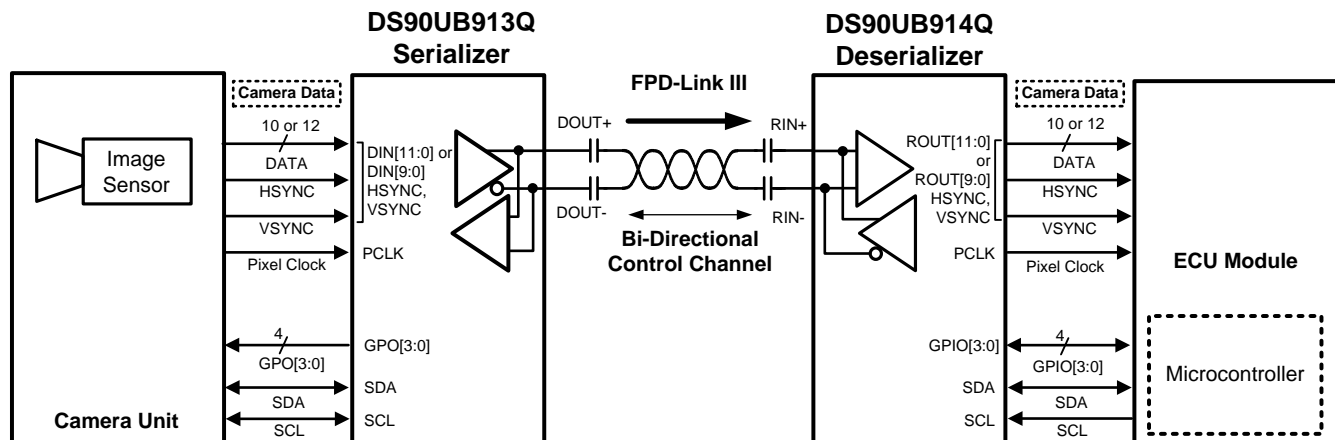 DS90UB913Q
Serializer
DS90UB914Q
Deserializer
Camera Data
FPD-Link III
Camera Data
Image
Sensor
10 or 12
DATA
HSYNC
VSYNC
Pixel Clock
DIN[11:0] or
DIN[9:0]
HSYNC,
VSYNC
PCLK
DOUT+
DOUT-
RIN+
RIN-
Bi-Directional
Control Channel
ROUT[11:0]
or
ROUT[9:0]
HSYNC,
VSYNC
PCLK
10 or 12
DATA
HSYNC
VSYNC
Pixel Clock
ECU Module
4
GPO[3:0]
SDA
SCL
GPO[3:0]
SDA
SCL
GPIO[3:0]
SDA
SCL
4
GPIO[3:0]
SDA
SCL
Microcontroller
Camera Unit